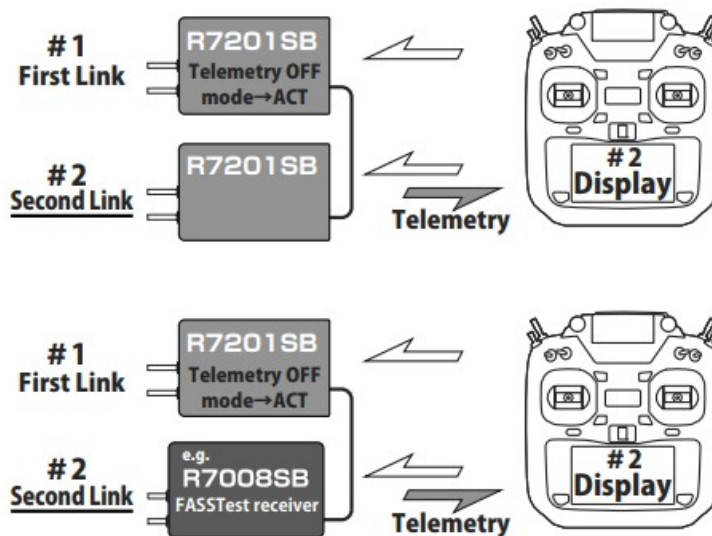 #1
First Link
R7201SB
Telemetry OFF
mode→ACT
#2
Second Link
R7201SB
Telemetry
#2
Display
#1
First Link
R7201SB
Telemetry OFF
mode→ACT
#2
Second Link
e.g.
R7008SB
FASSTest receiver
Telemetry
#2
Display